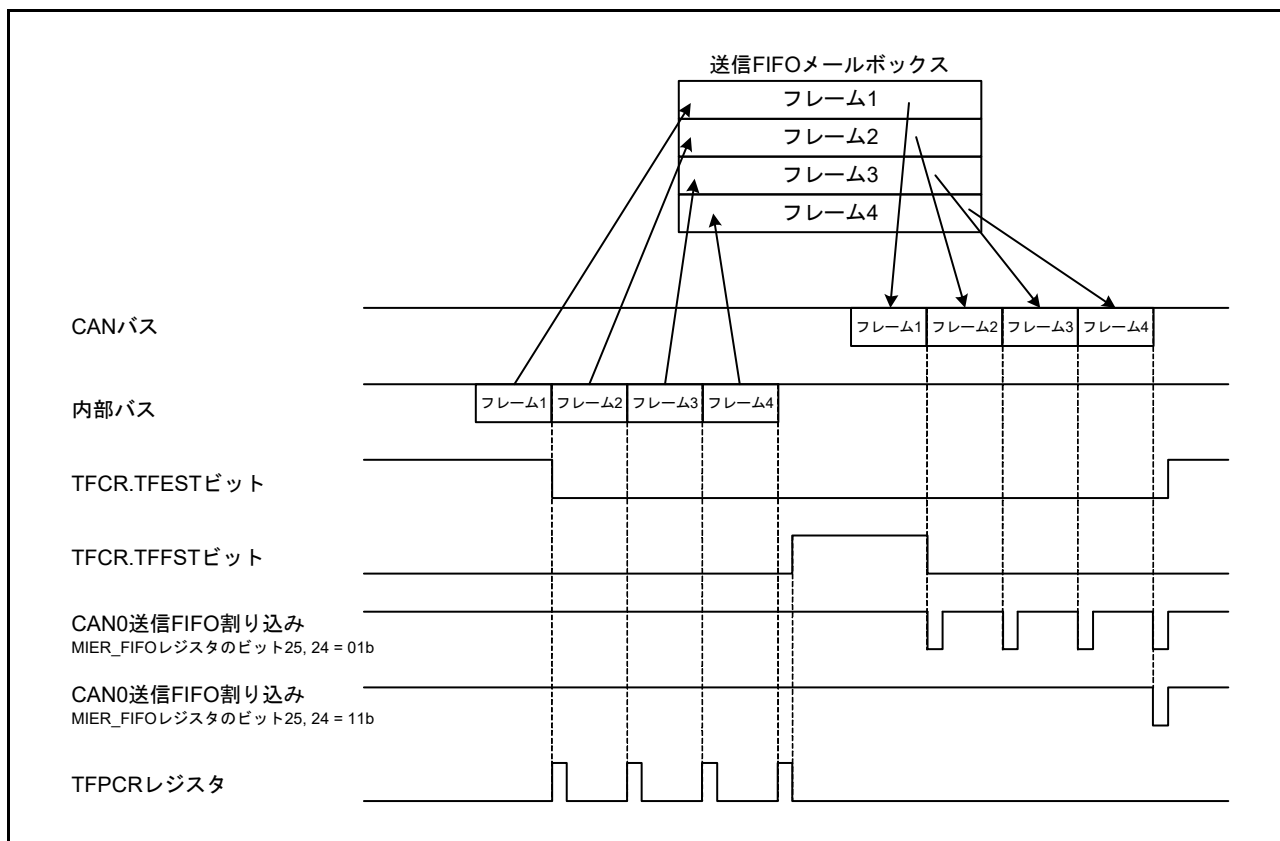 送信FIFOメールボックス
フレーム1
フレーム2
フレーム3
フレーム4
CANバス
フレーム1 フレーム2 フレーム3 フレーム4
内部バス
フレーム1 フレーム2 フレーム3 フレーム4
TFCR.TFESTビット
TFCR.TFFSTビット
CAN0送信FIFO割り込み
MIER_FIFOレジスタのビット25, 24 = 01b
CAN0送信FIFO割り込み
MIER_FIFOレジスタのビット25, 24 = 11b
TFPCRレジスタ